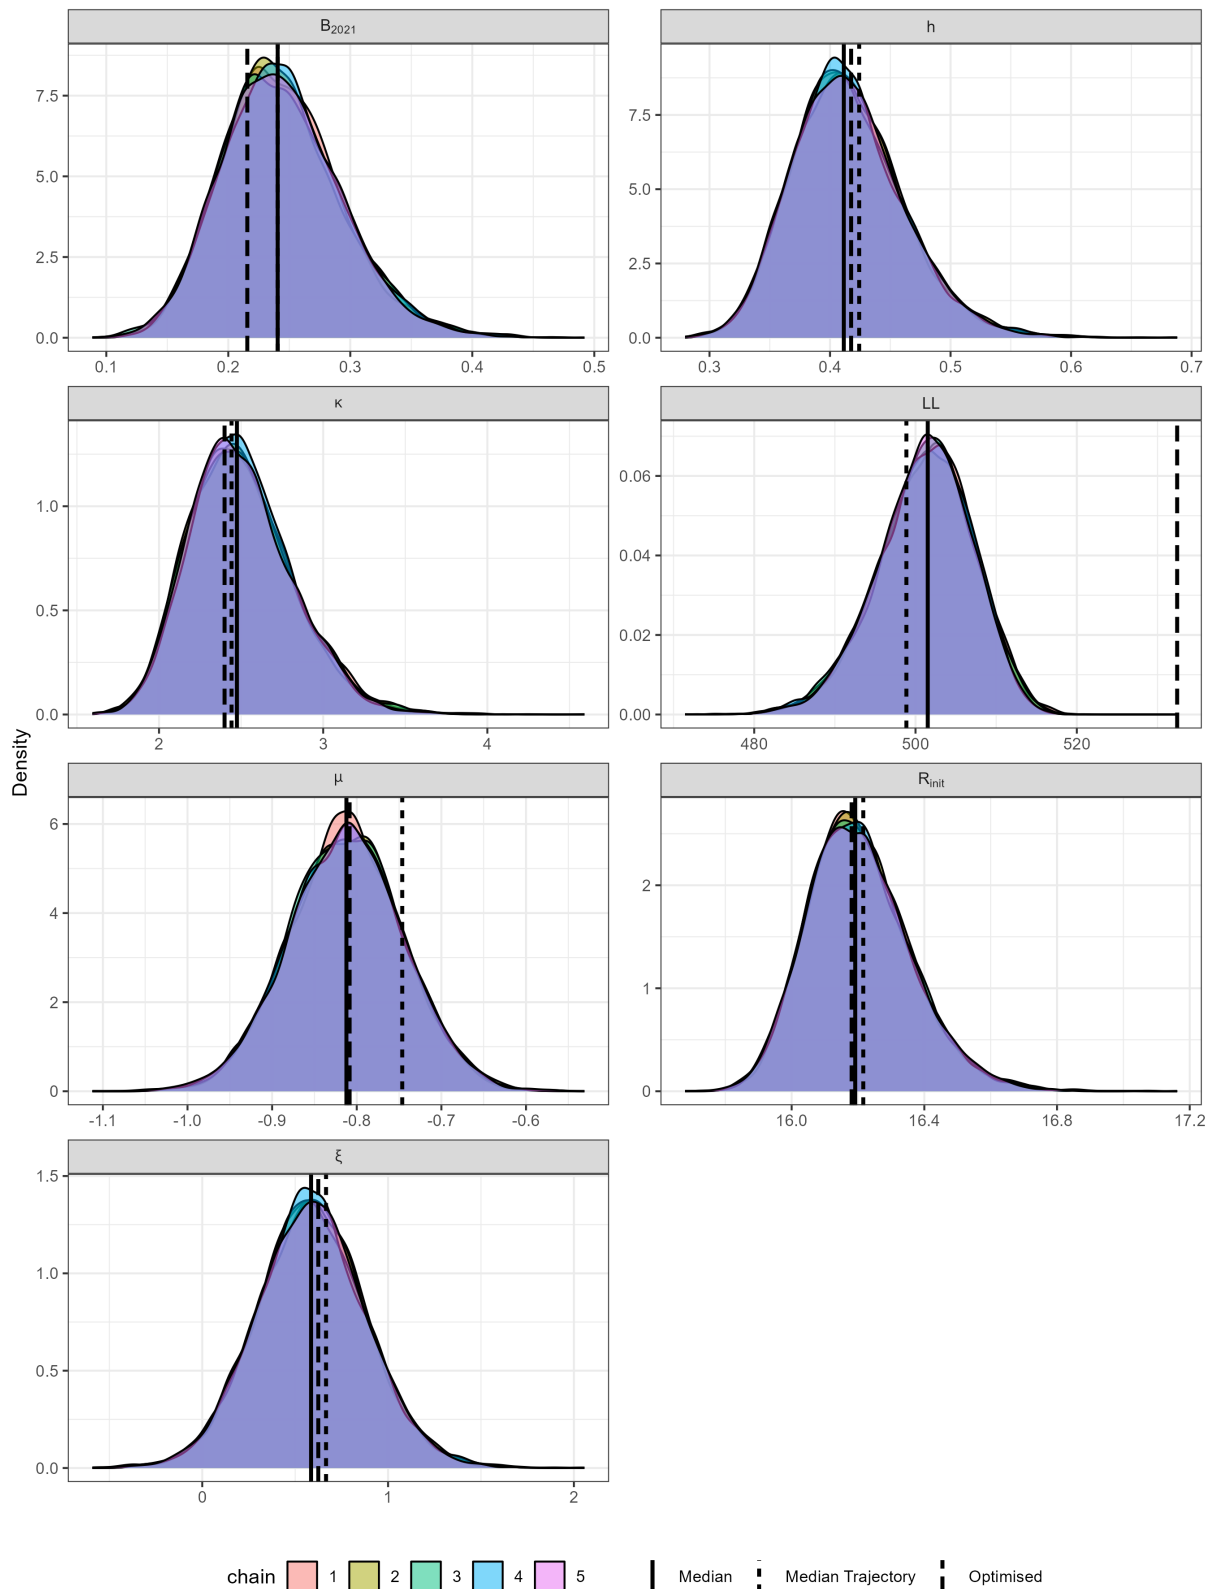 B2021
h
7.5
5.0
2.5
0.0
0.1 0.2 0.3 0.4 0.5
7.5
5.0
2.5
0.0
0.3 0.4 0.5 0.6 0.7
κ
LL
1.0
0.5
0.0
2 3 4
0.06
0.04
0.02
0.00
480 500 520
Density
μ
Rinit
6
4
2
0
-1.1 -1.0 -0.9 -0.8 -0.7 -0.6
2
1
0
16.0 16.4 16.8 17.2
ξ
1.5
1.0
0.5
0.0
0 1 2
chain 1 2 3 4 5 Median Median Trajectory Optimised